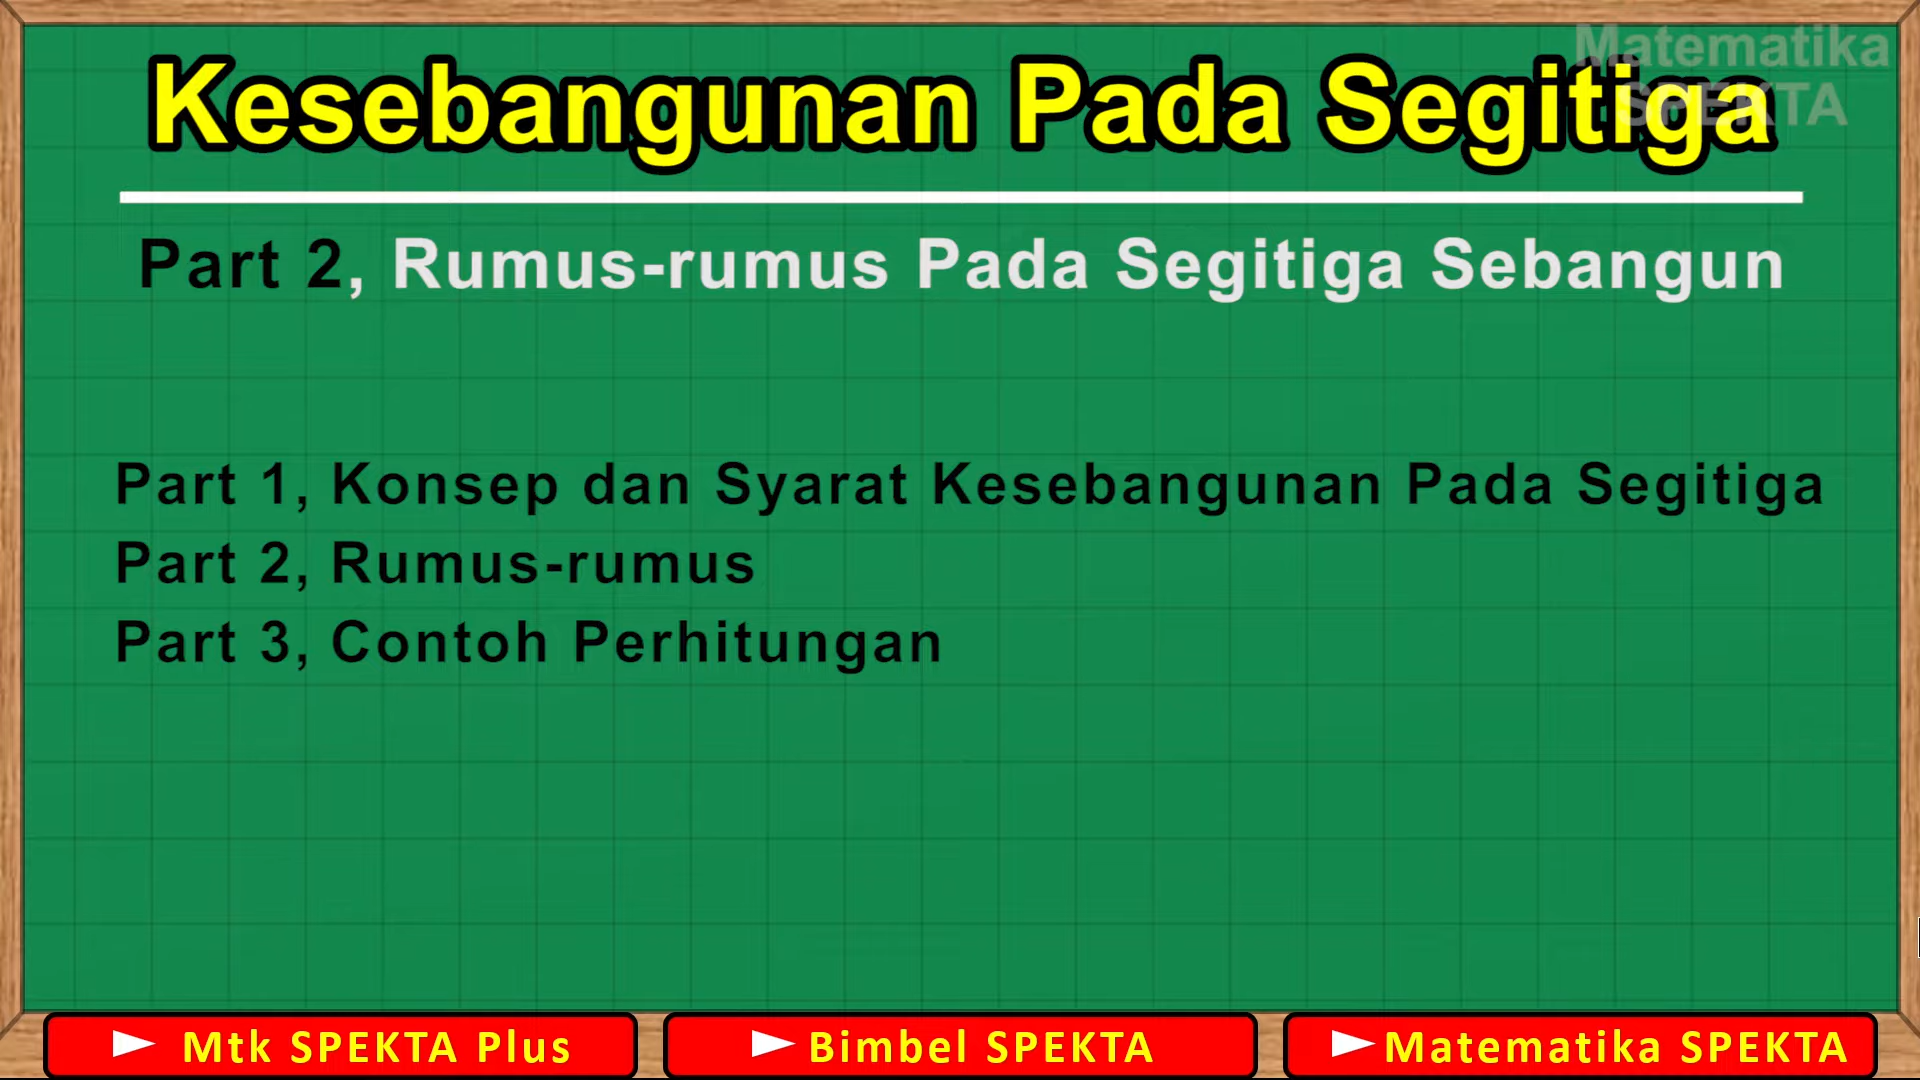 Matematika
SPEKTA
Kesebangunan Pada Segitiga
Part 2, Rumus-rumus Pada Segitiga Sebangun
Part 1, Konsep dan Syarat Kesebangunan Pada Segitiga
Part 2, Rumus-rumus
Part 3, Contoh Perhitungan
Mtk SPEKTA Plus
Bimbel SPEKTA
Matematika SPEKTA